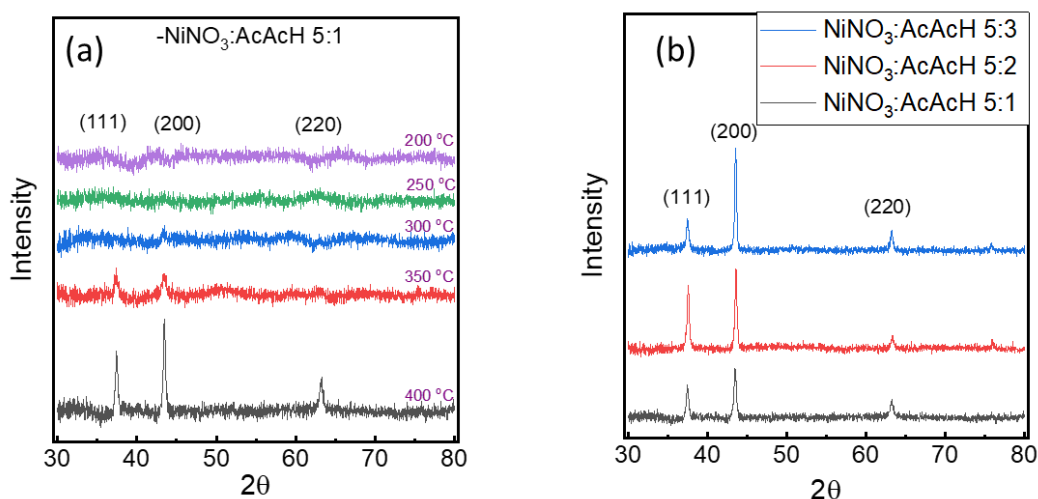 (a)
-NiNO₃:AcAcH 5:1
(111)
(200)
(220)
200 °C
250 °C
300 °C
350 °C
400 °C
Intensity
30 40 50 60 70 80
2θ
(b)
NiNO₃:AcAcH 5:3
NiNO₃:AcAcH 5:2
NiNO₃:AcAcH 5:1
(200)
(111)
(220)
Intensity
30 40 50 60 70 80
2θ